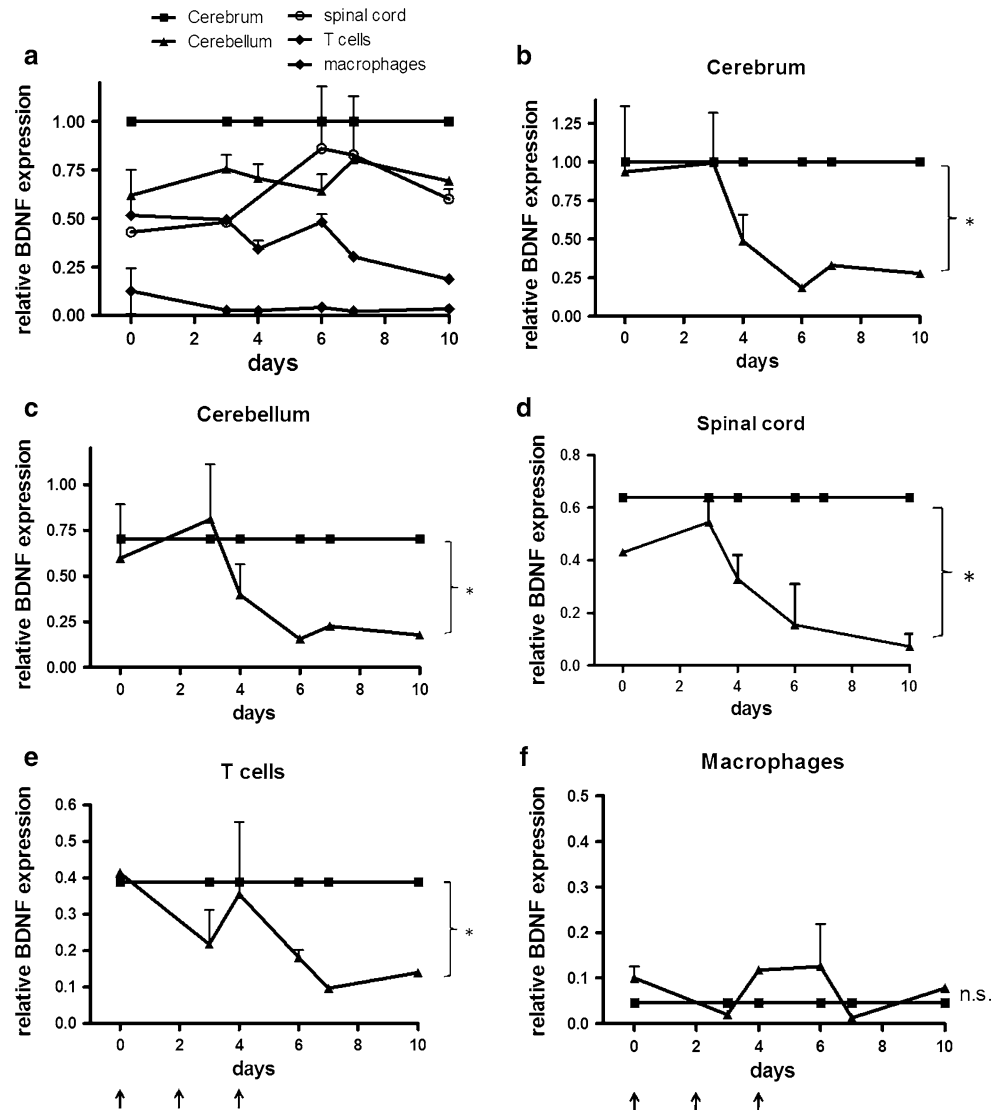 Cerebrum
Cerebellum
spinal cord
T cells
macrophages
a
relative BDNF expression
1.00
0.75
0.50
0.25
0.00
0 2 4 6 8 10
days
b
Cerebrum
relative BDNF expression
1.25
1.00
0.75
0.50
0.25
0.00
0 2 4 6 8 10
days
*
c
Cerebellum
relative BDNF expression
1.00
0.75
0.50
0.25
0.00
0 2 4 6 8 10
days
*
d
Spinal cord
relative BDNF expression
0.8
0.6
0.4
0.2
0.0
0 2 4 6 8 10
days
*
e
T cells
relative BDNF expression
0.6
0.5
0.4
0.3
0.2
0.1
0.0
0 2 4 6 8 10
days
*
f
Macrophages
relative BDNF expression
0.5
0.4
0.3
0.2
0.1
0.0
0 2 4 6 8 10
days
n.s.